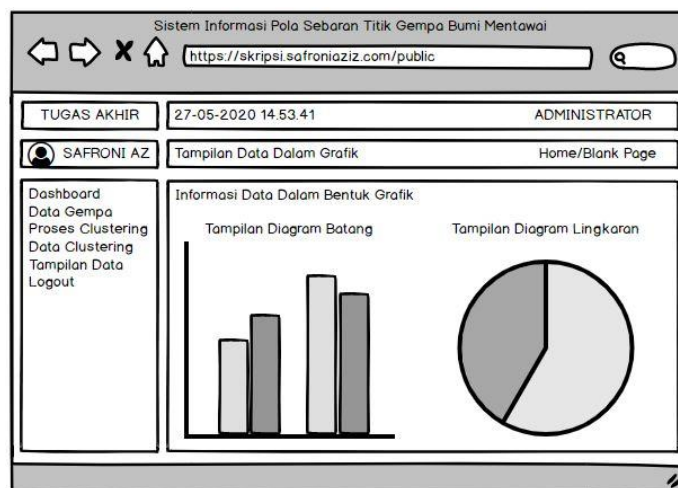 Sistem Informasi Pola Sebaran Titik Gempa Bumi Mentawai
https://skripsi.safroniaziz.com/public
TUGAS AKHIR
27-05-2020 14.53.41
ADMINISTRATOR
SAFRONI AZ
Tampilan Data Dalam Grafik
Home/Blank Page
Dashboard
Data Gempa
Proses Clustering
Data Clustering
Tampilan Data
Logout
Informasi Data Dalam Bentuk Grafik
Tampilan Diagram Batang
Tampilan Diagram Lingkaran